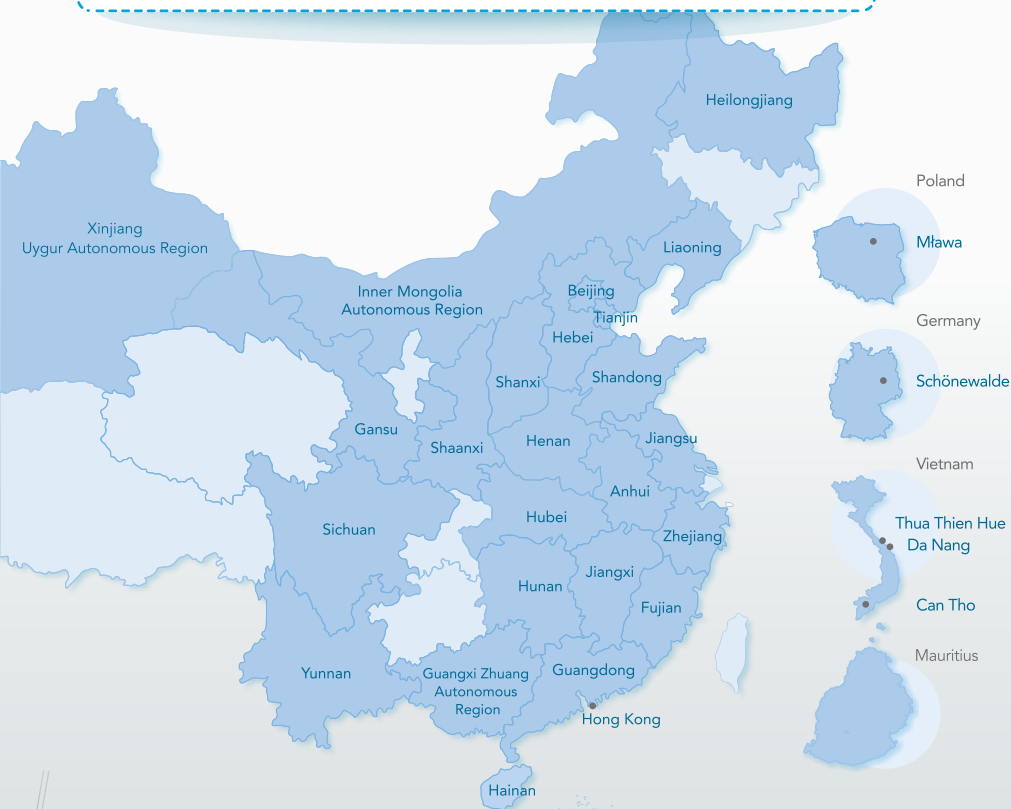 Heilongjiang
Xinjiang
Uygur Autonomous Region
Liaoning
Inner Mongolia
Autonomous Region
Beijing
Tianjin
Hebei
Shanxi
Shandong
Gansu
Shaanxi
Henan
Jiangsu
Anhui
Sichuan
Hubei
Zhejiang
Hunan
Jiangxi
Fujian
Yunnan
Guangxi Zhuang
Autonomous
Region
Guangdong
Hong Kong
Hainan
Poland
Mława
Germany
Schönewalde
Vietnam
Thua Thien Hue
Da Nang
Can Tho
Mauritius